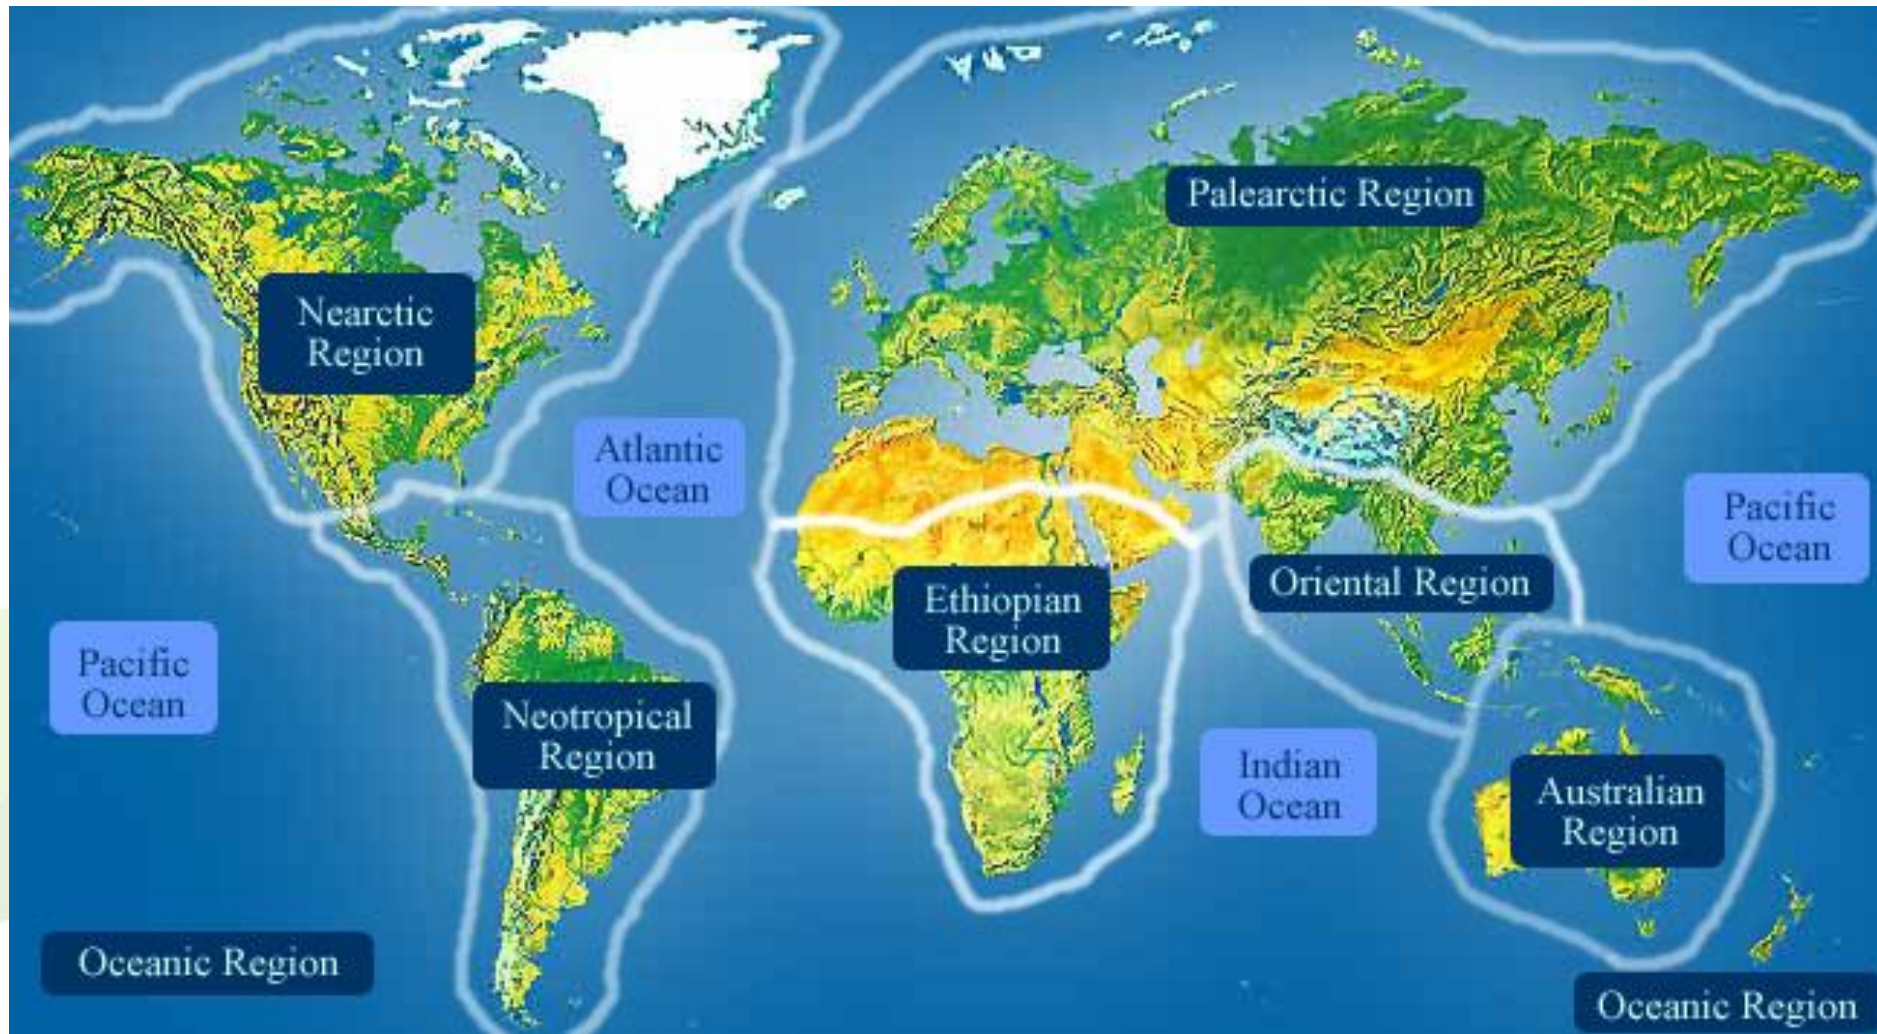 Palearctic Region
Nearctic
Region
Atlantic
Ocean
Pacific
Ocean
Ethiopian
Region
Oriental Region
Pacific
Ocean
Neotropical
Region
Indian
Ocean
Australian
Region
Oceanic Region
Oceanic Region